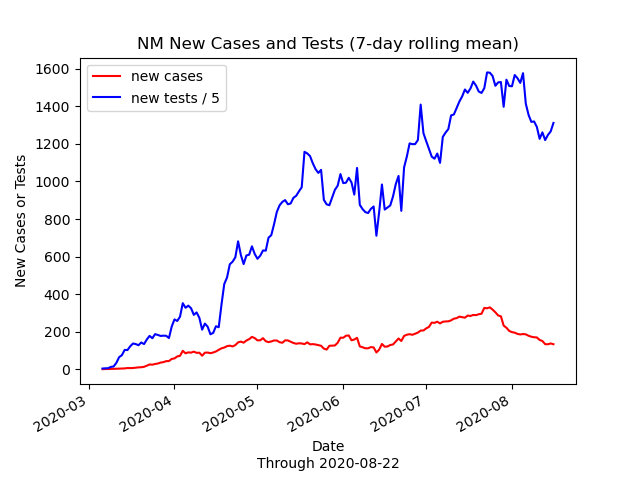 NM New Cases and Tests (7-day rolling mean)
new cases
new tests / 5
New Cases or Tests
1600
1400
1200
1000
800
600
400
200
0
2020-03
2020-04
2020-05
2020-06
2020-07
2020-08
Date
Through 2020-08-22